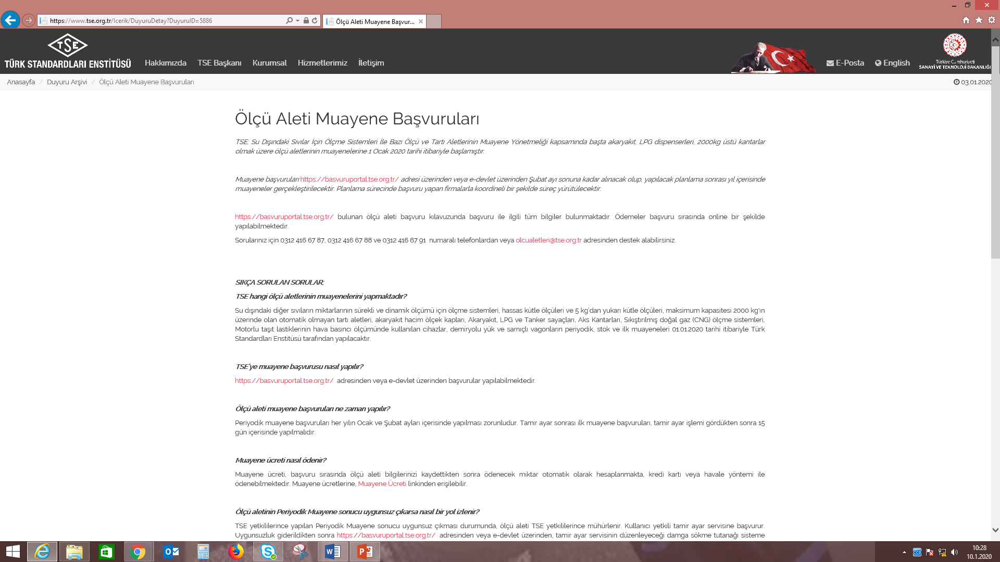 https://www.tse.org.tr/Icerik/DuyuruDetay?DuyuruID=5886
Ölçü Aleti Muayene Başvur...
TSE
TÜRK STANDARDLARI ENSTİTÜSÜ
Hakkımızda TSE Başkanı Kurumsal Hizmetlerimiz İletişim
E-Posta English
Türkiye Cumhuriyeti
SANAYİ VE TEKNOLOJİ BAKANLIĞI
Anasayfa / Duyuru Arşivi / Ölçü Aleti Muayene Başvuruları
03.01.2020
Ölçü Aleti Muayene Başvuruları
TSE; Su Dışındaki Sıvılar İçin Ölçme Sistemleri İle Bazı Ölçü ve Tartı Aletlerinin Muayene Yönetmeliği kapsamında başta akaryakıt, LPG dispenserleri, 2000kg üstü kantarlar
olmak üzere ölçü aletlerinin muayenelerine 1 Ocak 2020 tarihi itibariyle başlamıştır.
Muayene başvuruları https://basvuruportal.tse.org.tr/ adresi üzerinden veya e-devlet üzerinden Şubat ayı sonuna kadar alınacak olup, yapılacak planlama sonrası yıl içerisinde
muayeneler gerçekleştirilecektir. Planlama sürecinde başvuru yapan firmalarla koordineli bir şekilde süreç yürütülecektir.
https://basvuruportal.tse.org.tr/ bulunan ölçü aleti başvuru kılavuzunda başvuru ile ilgili tüm bilgiler bulunmaktadır. Ödemeler başvuru sırasında online bir şekilde
yapılabilmektedir.
Sorularınız için 0312 416 67 87, 0312 416 67 88 ve 0312 416 67 91 numaralı telefonlardan veya olcualetleri@tse.org.tr adresinden destek alabilirsiniz.
SIKÇA SORULAN SORULAR;
TSE hangi ölçü aletlerinin muayenelerini yapmaktadır?
Su dışındaki diğer sıvıların miktarlarının sürekli ve dinamik ölçümü için ölçme sistemleri, hassas kütle ölçüleri ve 5 kg’dan yukarı kütle ölçüleri, maksimum kapasitesi 2000 kg'ın
üzerinde olan otomatik olmayan tartı aletleri, akaryakıt hacim ölçek kapları, Akaryakıt, LPG ve Tanker sayaçları, Aks Kantarları, Sıkıştırılmış doğal gaz (CNG) ölçme sistemleri,
Motorlu taşıt lastiklerinin hava basıncı ölçümünde kullanılan cihazlar, demiryolu yük ve sarnıçlı vagonların periyodik, stok ve ilk muayeneleri 01.01.2020 tarihi itibariyle Türk
Standardları Enstitüsü tarafından yapılacaktır.
TSE’ye muayene başvurusu nasıl yapılır?
https://basvuruportal.tse.org.tr/ adresinden veya e-devlet üzerinden başvurular yapılabilmektedir.
Ölçü aleti muayene başvuruları ne zaman yapılır?
Periyodik muayene başvuruları her yılın Ocak ve Şubat ayları içerisinde yapılması zorunludur. Tamir ayar sonrası ilk muayene başvuruları, tamir ayar işlemi gördükten sonra 15
gün içerisinde yapılmalıdır.
Muayene ücreti nasıl ödenir?
Muayene ücreti, başvuru sırasında ölçü aleti bilgilerinizi kaydettikten sonra ödenecek miktar otomatik olarak hesaplanmakta, kredi kartı veya havale yöntemi ile
ödenebilmektedir. Muayene ücretlerine, Muayene Ücreti linkinden erişilebilir.
Ölçü aletinin Periyodik Muayene sonucu uygunsuz çıkarsa nasıl bir yol izlenir?
TSE yetkililerince yapılan Periyodik Muayene sonucu uygunsuz çıkması durumunda, ölçü aleti TSE yetkililerince mühürlenir. Kullanıcı yetkili tamir ayar servisine başvurur.
Uygunsuzluk giderildikten sonra https://basvuruportal.tse.org.tr/ adresinden veya e-devlet üzerinden, tamir ayar servisinin düzenleyeceği damga sökme tutanağı sisteme
10:28
10.1.2020